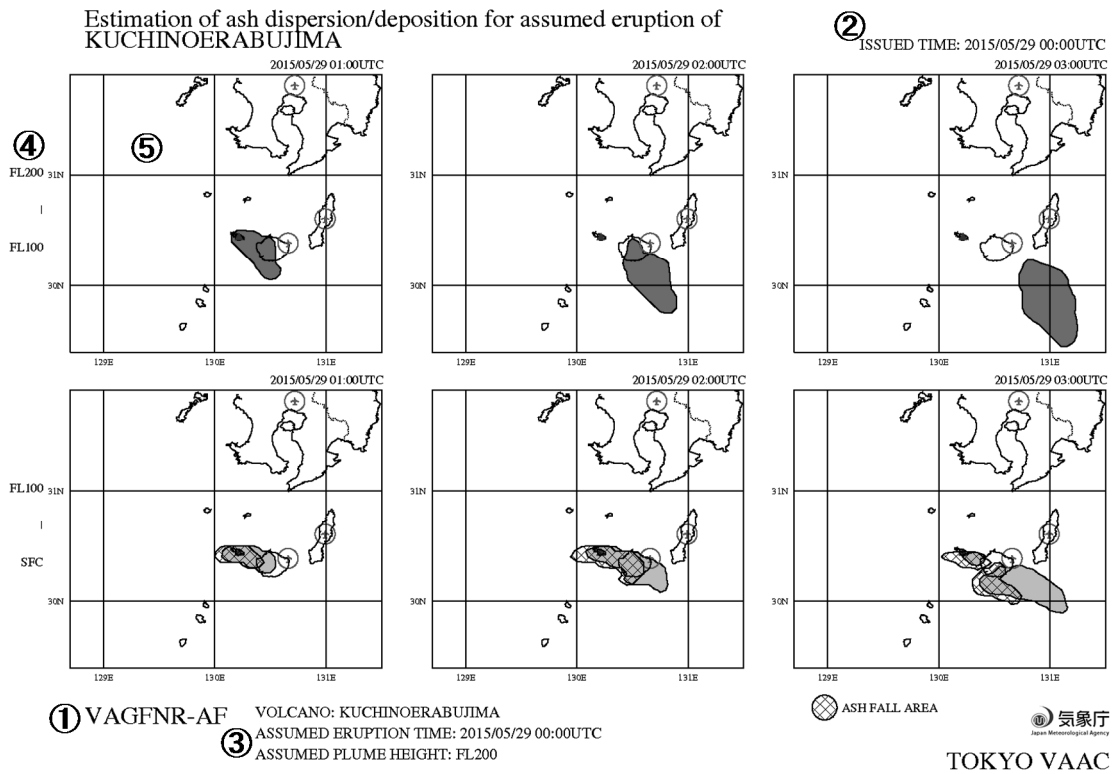 Estimation of ash dispersion/deposition for assumed eruption of
KUCHINOERABUJIMA
② ISSUED TIME: 2015/05/29 00:00UTC
2015/05/29 01:00UTC
2015/05/29 02:00UTC
2015/05/29 03:00UTC
④
⑤
FL200
|
FL100
31N
30N
129E
130E
131E
31N
30N
129E
130E
131E
31N
30N
129E
130E
131E
2015/05/29 01:00UTC
2015/05/29 02:00UTC
2015/05/29 03:00UTC
FL100
|
SFC
31N
30N
129E
130E
131E
31N
30N
129E
130E
131E
31N
30N
129E
130E
131E
① VAGFNR-AF
VOLCANO: KUCHINOERABUJIMA
③ ASSUMED ERUPTION TIME: 2015/05/29 00:00UTC
ASSUMED PLUME HEIGHT: FL200
ASH FALL AREA
気象庁
Japan Meteorological Agency
TOKYO VAAC